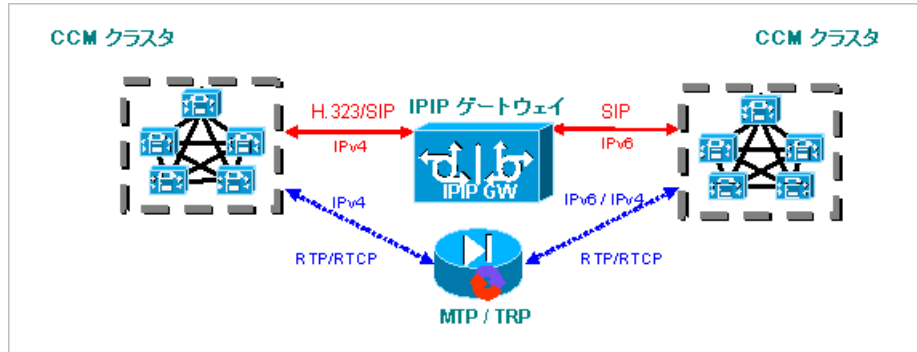 CCM クラスタ
CCM クラスタ
H.323/SIP
IPIP ゲートウェイ
SIP
IPv4
IPv6
IPIP GW
IPv4
IPv6 / IPv4
RTP/RTCP
RTP/RTCP
MTP / TRP